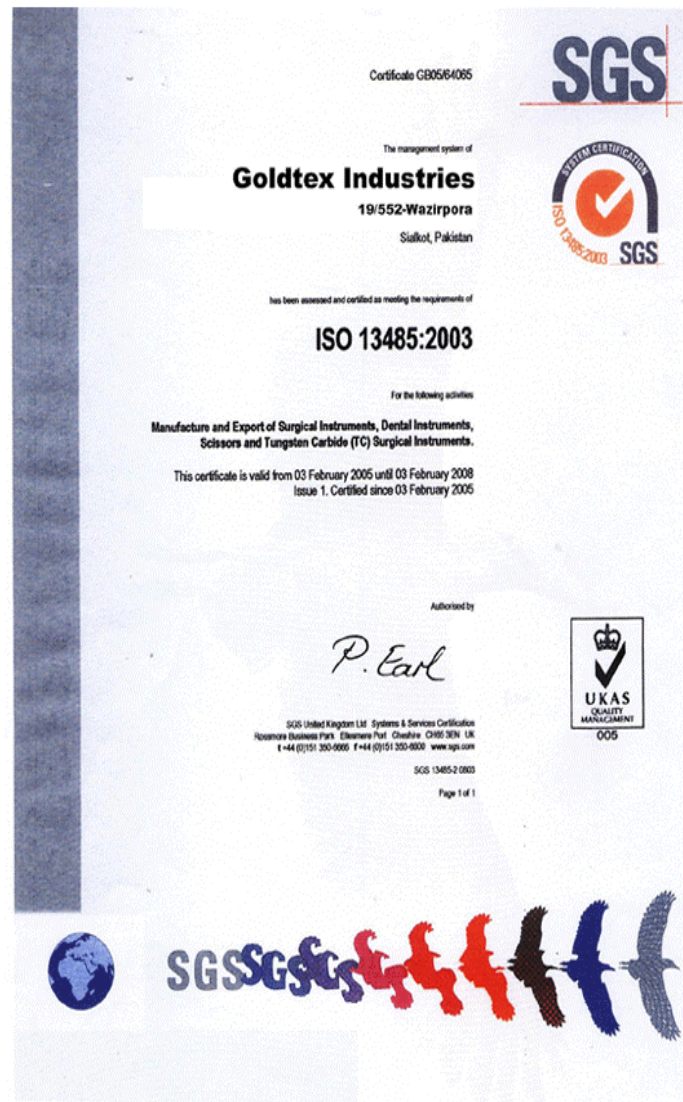 Certificate GB05/64065
SGS
The management system of
Goldtex Industries
19/552-Wazirpora
Sialkot, Pakistan
SYSTEM CERTIFICATION
ISO 13485:2003
SGS
has been assessed and certified as meeting the requirements of
ISO 13485:2003
For the following activities
Manufacture and Export of Surgical Instruments, Dental Instruments,
Scissors and Tungsten Carbide (TC) Surgical Instruments.
This certificate is valid from 03 February 2005 until 03 February 2008
Issue 1. Certified since 03 February 2005
Authorised by
P. Earl
UKAS
QUALITY
MANAGEMENT
005
SGS United Kingdom Ltd Systems & Services Certification
Rossmore Business Park Ellesmere Port Cheshire CH65 3EN UK
t +44 (0)151 350-6666 f +44 (0)151 350-6600 www.sgs.com
SGS 13485-2 0803
Page 1 of 1
SGSSGSSGS